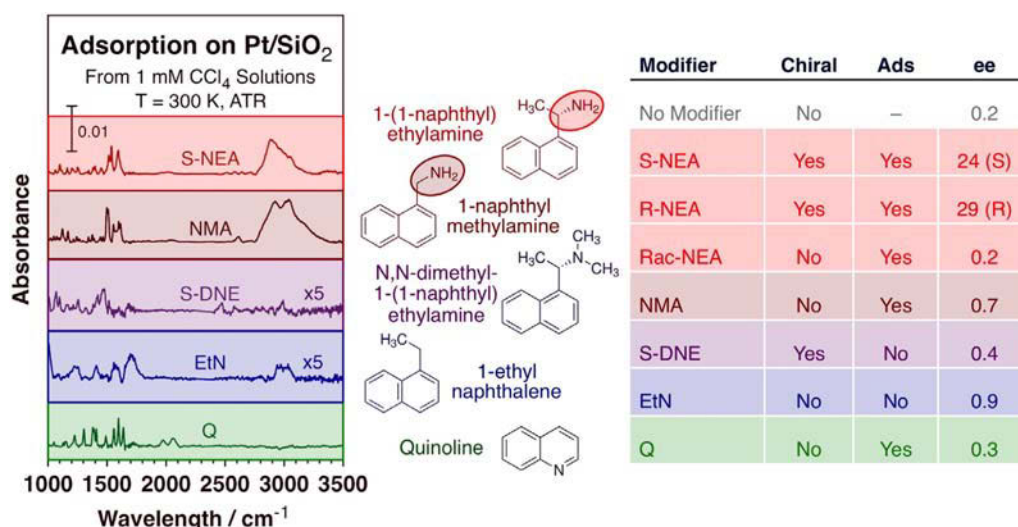 Adsorption on Pt/SiO₂
From 1 mM CCl₄ Solutions
T = 300 K, ATR
0.01
S-NEA
NMA
S-DNE x5
EtN x5
Q
Absorbance
1000 1500 2000 2500 3000 3500
Wavelength / cm⁻¹
1-(1-naphthyl)
ethylamine
H₃C
NH₂
NH₂
1-naphthyl
methylamine
N,N-dimethyl-
1-(1-naphthyl)
ethylamine
CH₃
H₃C
N
CH₃
H₃C
1-ethyl
naphthalene
Quinoline
N
Modifier Chiral Ads ee
No Modifier No – 0.2
S-NEA Yes Yes 24 (S)
R-NEA Yes Yes 29 (R)
Rac-NEA No Yes 0.2
NMA No Yes 0.7
S-DNE Yes No 0.4
EtN No No 0.9
Q No Yes 0.3